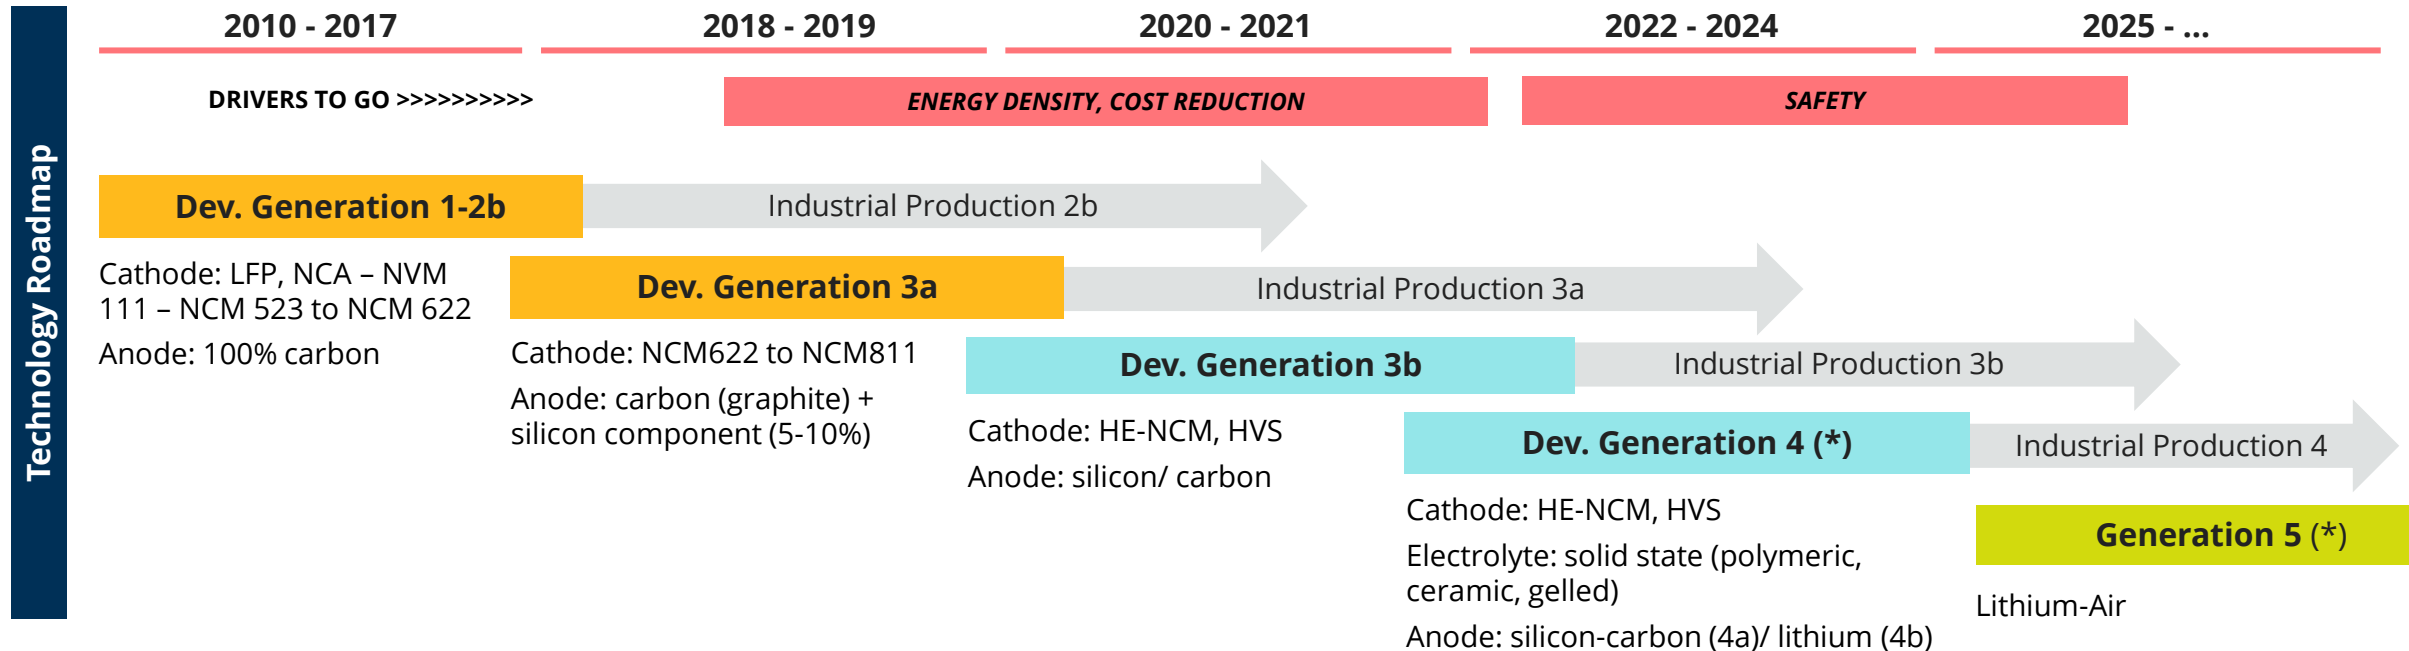 Technology Roadmap
2010 - 2017
2018 - 2019
2020 - 2021
2022 - 2024
2025 - ...
DRIVERS TO GO >>>>>>>>>>
ENERGY DENSITY, COST REDUCTION
SAFETY
Dev. Generation 1-2b
Industrial Production 2b
Cathode: LFP, NCA – NVM
111 – NCM 523 to NCM 622
Anode: 100% carbon
Dev. Generation 3a
Industrial Production 3a
Cathode: NCM622 to NCM811
Anode: carbon (graphite) +
silicon component (5-10%)
Dev. Generation 3b
Industrial Production 3b
Cathode: HE-NCM, HVS
Anode: silicon/ carbon
Dev. Generation 4 (*)
Industrial Production 4
Cathode: HE-NCM, HVS
Electrolyte: solid state (polymeric,
ceramic, gelled)
Anode: silicon-carbon (4a)/ lithium (4b)
Generation 5 (*)
Lithium-Air